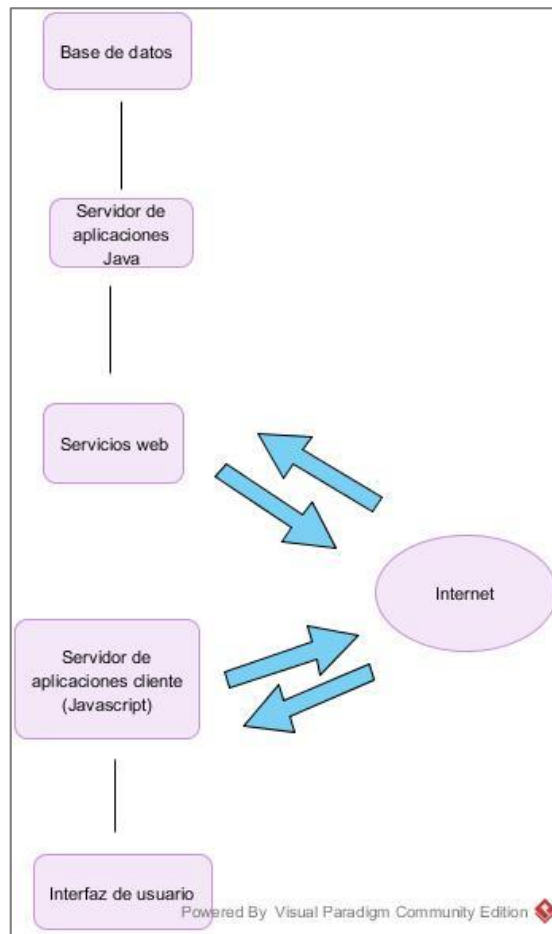 Base de datos
Servidor de
aplicaciones
Java
Servicios web
Internet
Servidor de
aplicaciones cliente
(Javascript)
Interfaz de usuario
Powered By Visual Paradigm Community Edition